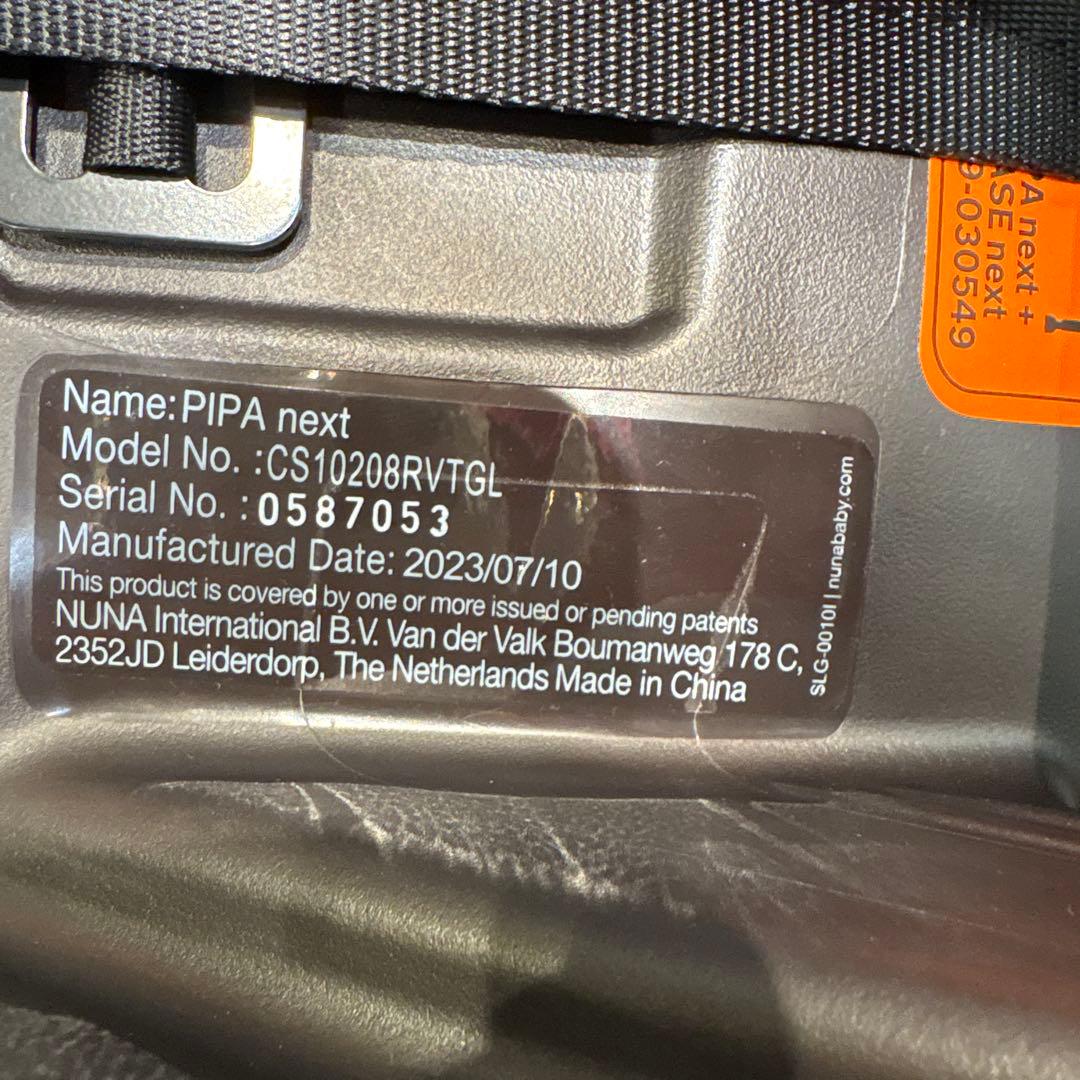 Name: PIPA next
Model No. :CS10208RVTGL
Serial No. : 0587053
Manufactured Date: 2023/07/10
This product is covered by one or more issued or pending patents
NUNA International B.V. Van der Valk Boumanweg 178 C,
2352JD Leiderdorp, The Netherlands Made in China
SLG-0010I | nunababy.com
PA next +
ASE next
9-030549